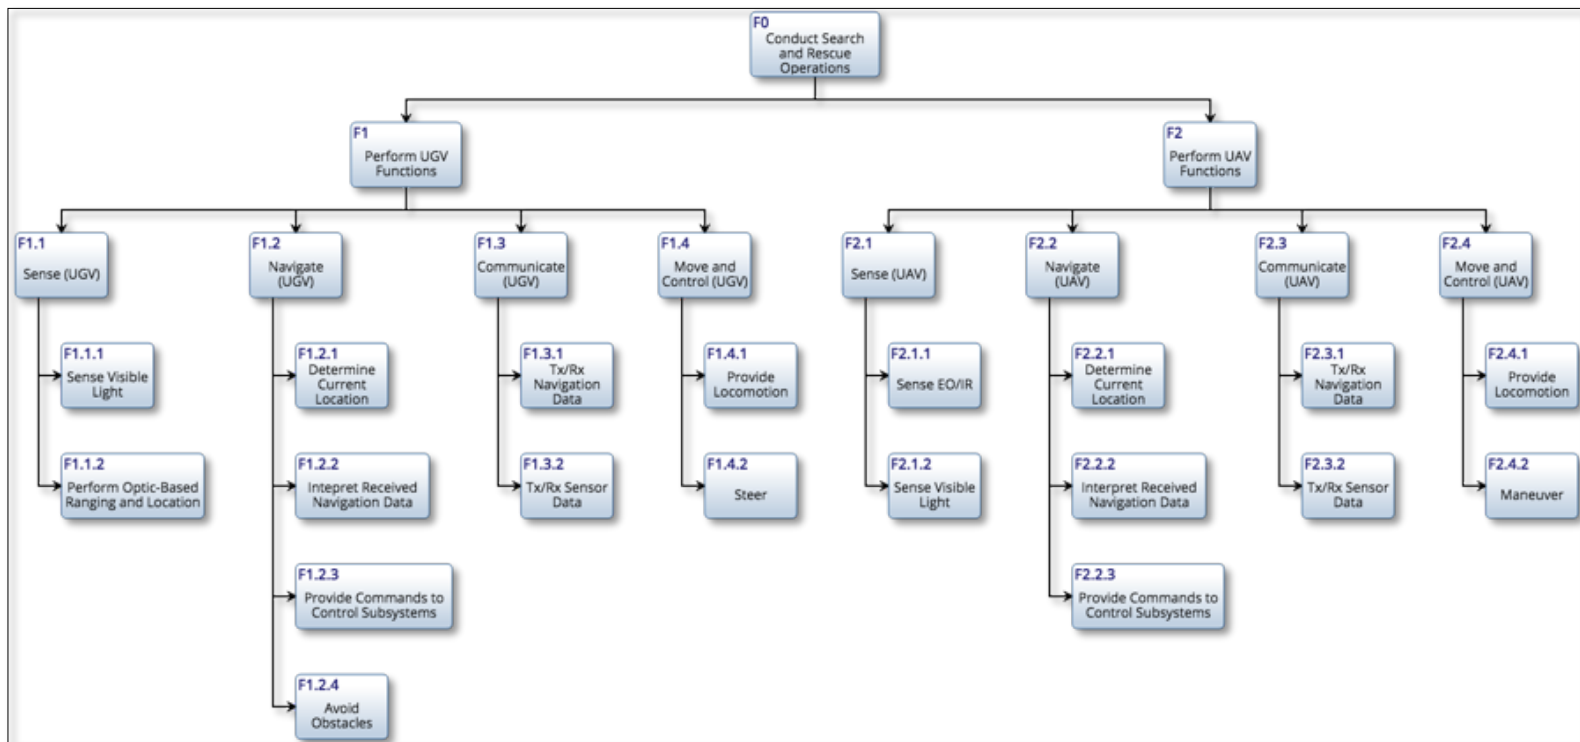 F0
Conduct Search
and Rescue
Operations
F1
Perform UGV
Functions
F2
Perform UAV
Functions
F1.1
Sense (UGV)
F1.2
Navigate
(UGV)
F1.3
Communicate
(UGV)
F1.4
Move and
Control (UGV)
F2.1
Sense (UAV)
F2.2
Navigate
(UAV)
F2.3
Communicate
(UAV)
F2.4
Move and
Control (UAV)
F1.1.1
Sense Visible
Light
F1.2.1
Determine
Current
Location
F1.3.1
Tx/Rx
Navigation
Data
F1.4.1
Provide
Locomotion
F2.1.1
Sense EO/IR
F2.2.1
Determine
Current
Location
F2.3.1
Tx/Rx
Navigation
Data
F2.4.1
Provide
Locomotion
F1.1.2
Perform Optic-Based
Ranging and Location
F1.2.2
Intepret Received
Navigation Data
F1.3.2
Tx/Rx Sensor
Data
F1.4.2
Steer
F2.1.2
Sense Visible
Light
F2.2.2
Interpret Received
Navigation Data
F2.3.2
Tx/Rx Sensor
Data
F2.4.2
Maneuver
F1.2.3
Provide Commands to
Control Subsystems
F2.2.3
Provide Commands to
Control Subsystems
F1.2.4
Avoid
Obstacles